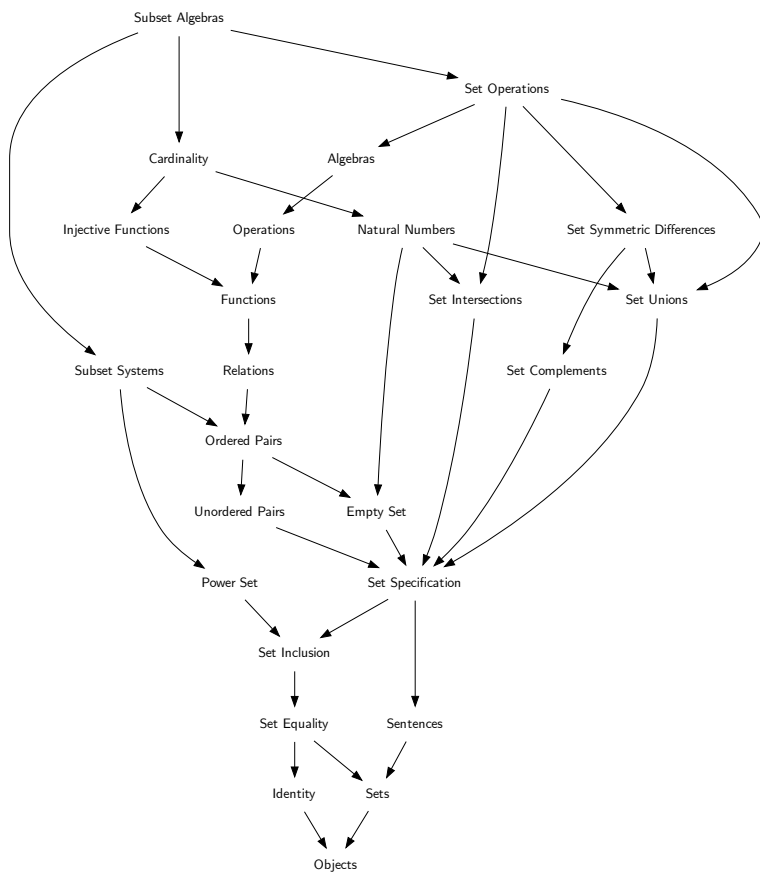 Subset Algebras
Set Operations
Cardinality
Algebras
Injective Functions
Operations
Natural Numbers
Set Symmetric Differences
Functions
Set Intersections
Set Unions
Subset Systems
Relations
Set Complements
Ordered Pairs
Unordered Pairs
Empty Set
Power Set
Set Specification
Set Inclusion
Set Equality
Sentences
Identity
Sets
Objects